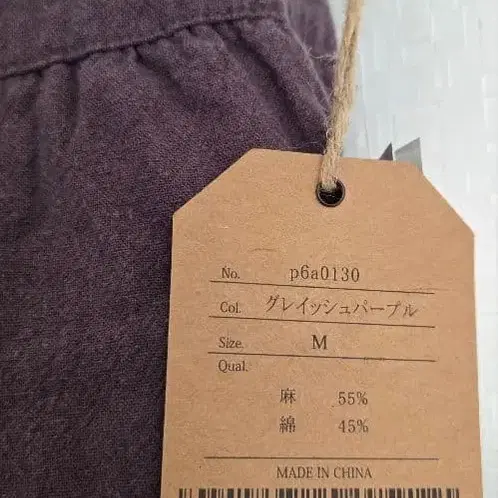 No. p6a0130
Col. グレイッシュパープル
Size. M
Qual.
麻 55%
綿 45%
MADE IN CHINA